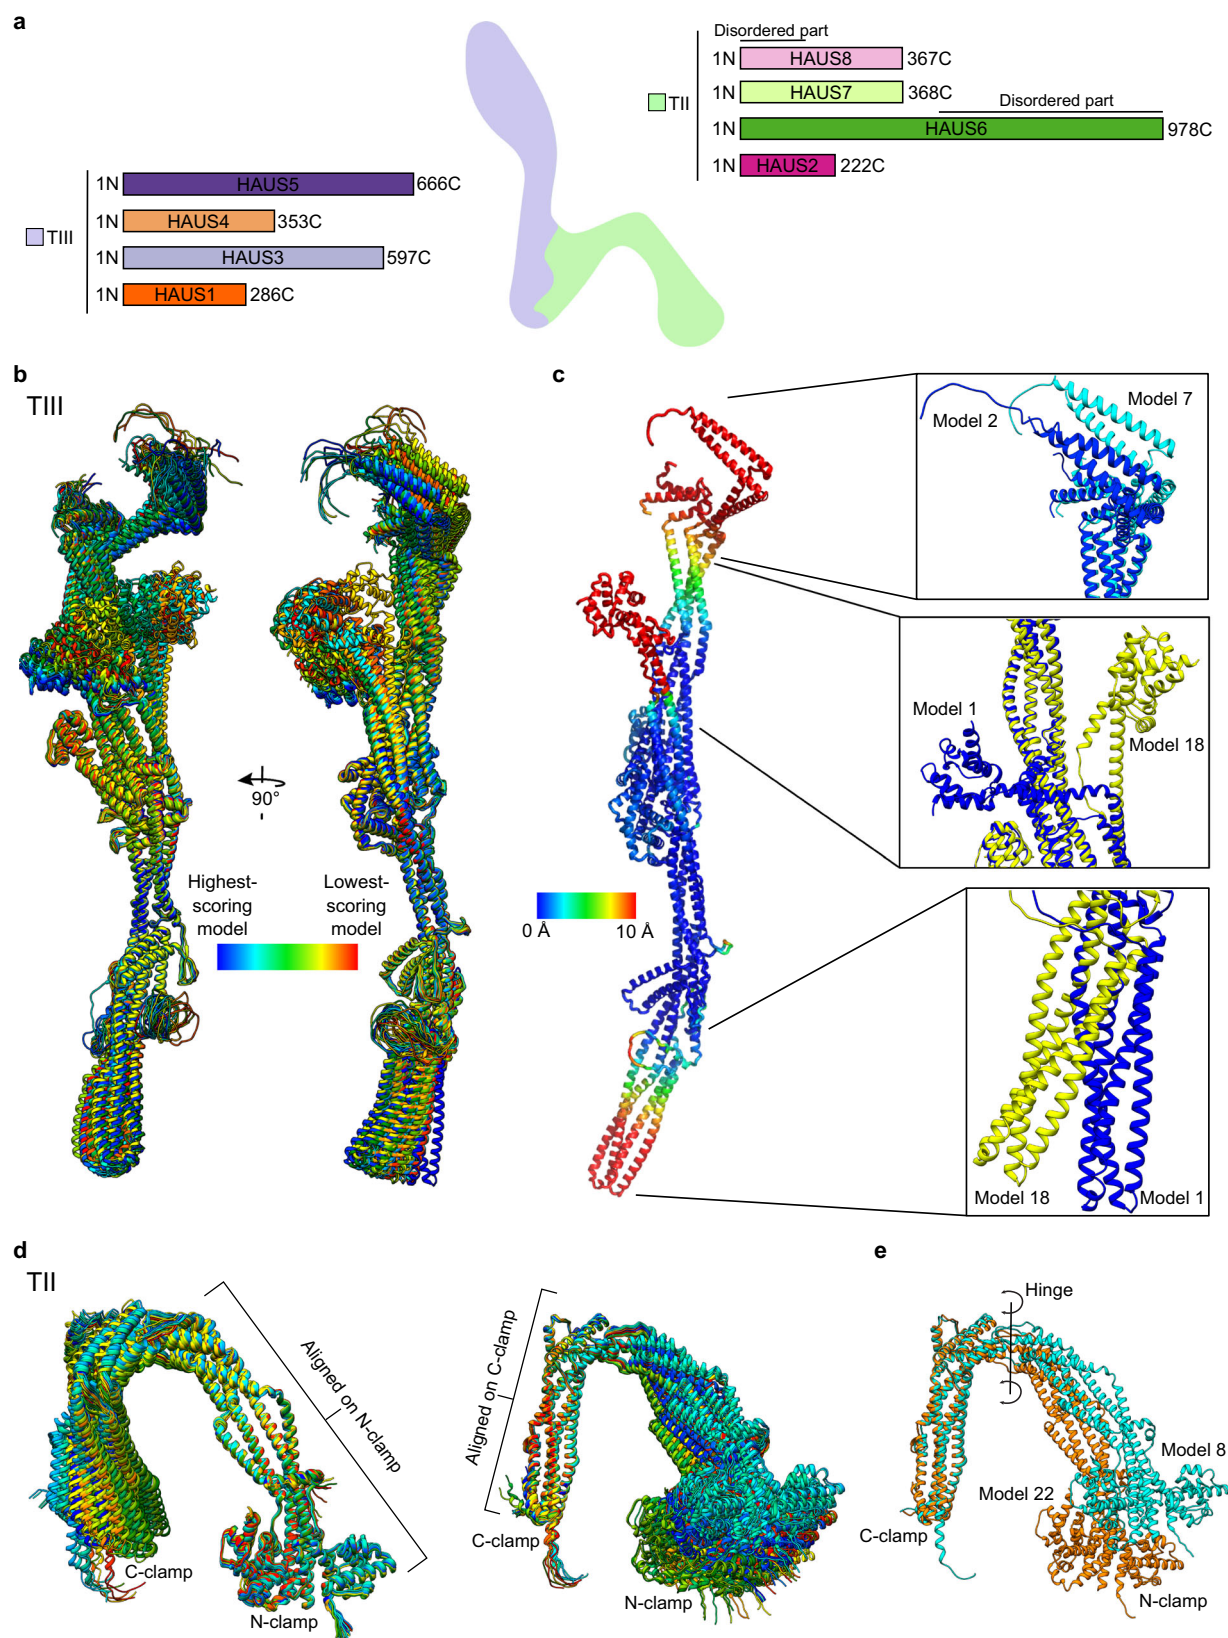 a
Disordered part
1N HAUS8 367C
TII
1N HAUS7 368C
Disordered part
1N HAUS6 978C
1N HAUS2 222C
1N HAUS5 666C
1N HAUS4 353C
TIII
1N HAUS3 597C
1N HAUS1 286C
b
TIII
90°
Highest-
scoring
model
Lowest-
scoring
model
c
0 Å
10 Å
Model 2
Model 7
Model 1
Model 18
Model 18
Model 1
d
TII
Aligned on N-clamp
C-clamp
N-clamp
Aligned on C-clamp
C-clamp
N-clamp
e
Hinge
Model 8
Model 22
C-clamp
N-clamp